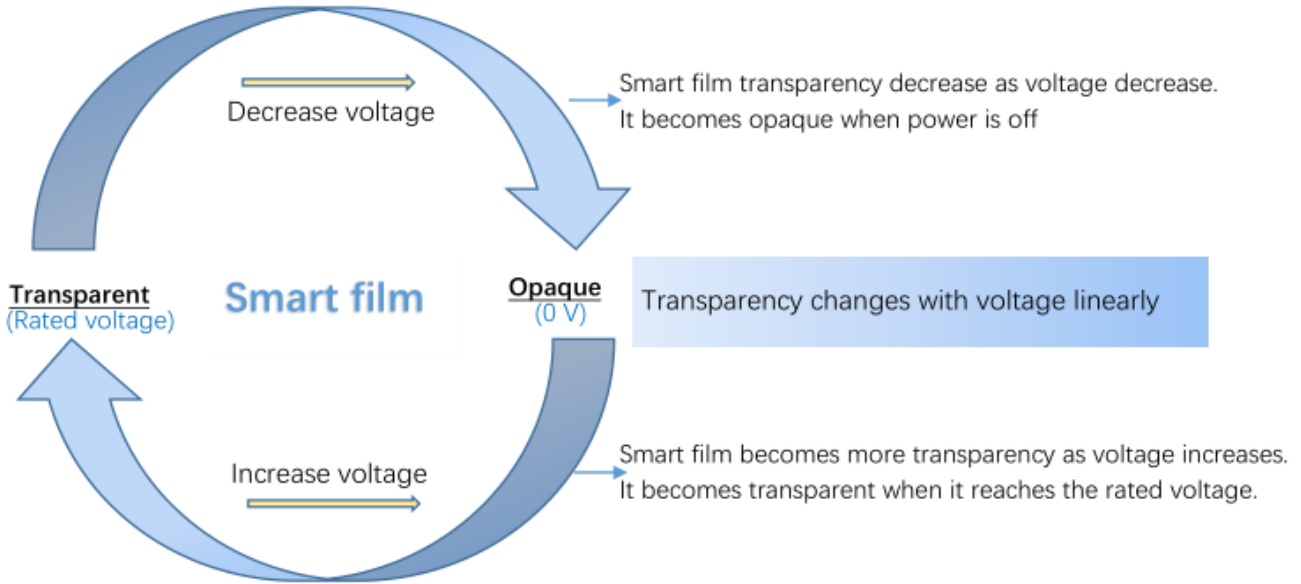 Decrease voltage
Smart film transparency decrease as voltage decrease.
It becomes opaque when power is off
Transparent
(Rated voltage)
Smart film
Opaque
(0 V)
Transparency changes with voltage linearly
Increase voltage
Smart film becomes more transparency as voltage increases.
It becomes transparent when it reaches the rated voltage.